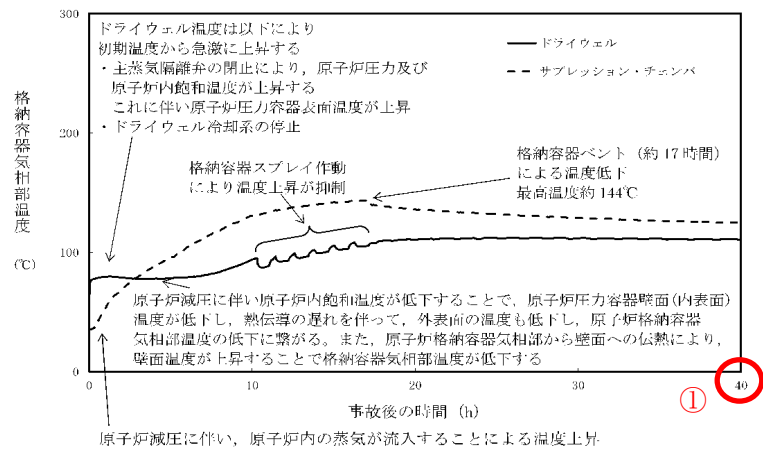 300
ドライウェル温度は以下により
初期温度から急激に上昇する
・主蒸気隔離弁の閉止により，原子炉圧力及び
原子炉内飽和温度が上昇する
これに伴い原子炉圧力容器表面温度が上昇
・ドライウェル冷却系の停止
ドライウェル
サプレッション・チェンバ
格納容器気相部温度
(℃)
200
格納容器スプレイ作動
により温度上昇が抑制
格納容器ベント（約17時間）
による温度低下
最高温度約144℃
100
原子炉減圧に伴い原子炉内飽和温度が低下することで，原子炉圧力容器壁面(内表面)
温度が低下し，熱伝導の遅れを伴って，外表面の温度も低下し，原子炉格納容器
気相部温度の低下に繋がる。また，原子炉格納容器気相部から壁面への伝熱により，
壁面温度が上昇することで格納容器気相部温度が低下する
0
0 10 20 30 40
①
事故後の時間（h）
原子炉減圧に伴い，原子炉内の蒸気が流入することによる温度上昇